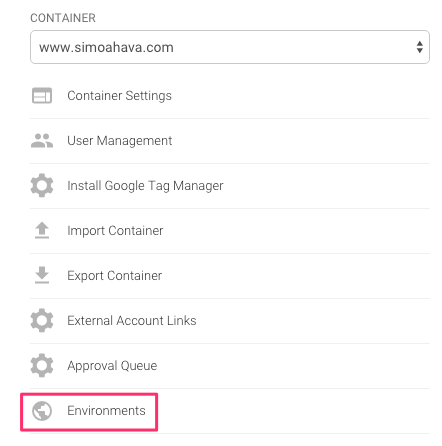 CONTAINER
www.simoahava.com
Container Settings
User Management
Install Google Tag Manager
Import Container
Export Container
External Account Links
Approval Queue
Environments